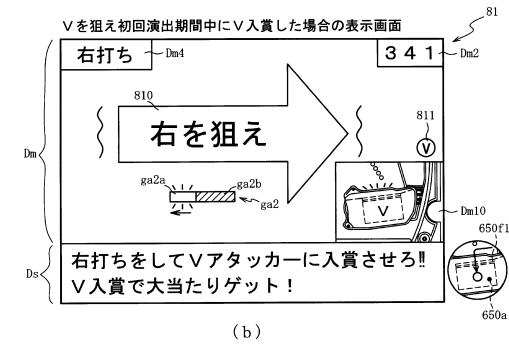 Vを狙え初回演出期間中にV入賞した場合の表示画面
81
右打ち
Dm4
341
Dm2
810
右を狙え
811
V
Dm
ga2a
ga2b
ga2
V
Dm10
650f1
Ds
右打ちをしてVアタッカーに入賞させろ!!
V入賞で大当たりゲット！
650a
(b)